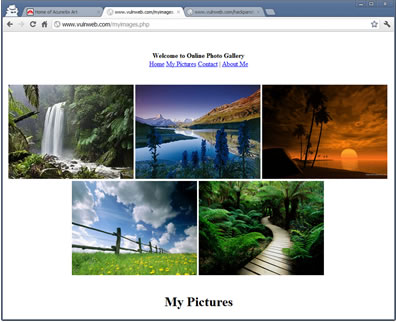 Home of Acunetix Art
www.vulnweb.com/myimages
www.vulnweb.com/hackpanel
www.vulnweb.com/myimages.php
Welcome to Online Photo Gallery
Home My Pictures Contact | About Me
My Pictures